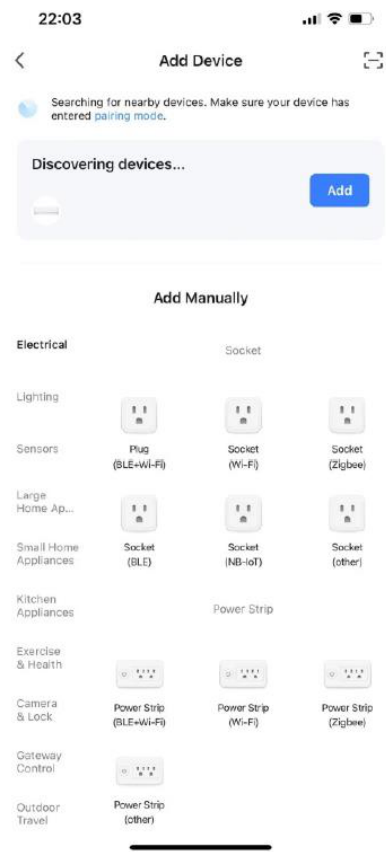 22:03
Add Device
Searching for nearby devices. Make sure your device has
entered pairing mode.
Discovering devices...
Add
Add Manually
Electrical
Socket
Lighting
Sensors
Plug
(BLE+Wi-Fi)
Socket
(Wi-Fi)
Socket
(Zigbee)
Large
Home Ap...
Small Home
Appliances
Socket
(BLE)
Socket
(NB-IoT)
Socket
(other)
Kitchen
Appliances
Power Strip
Exercise
& Health
Camera
& Lock
Power Strip
(BLE+Wi-Fi)
Power Strip
(Wi-Fi)
Power Strip
(Zigbee)
Gateway
Control
Outdoor
Travel
Power Strip
(other)